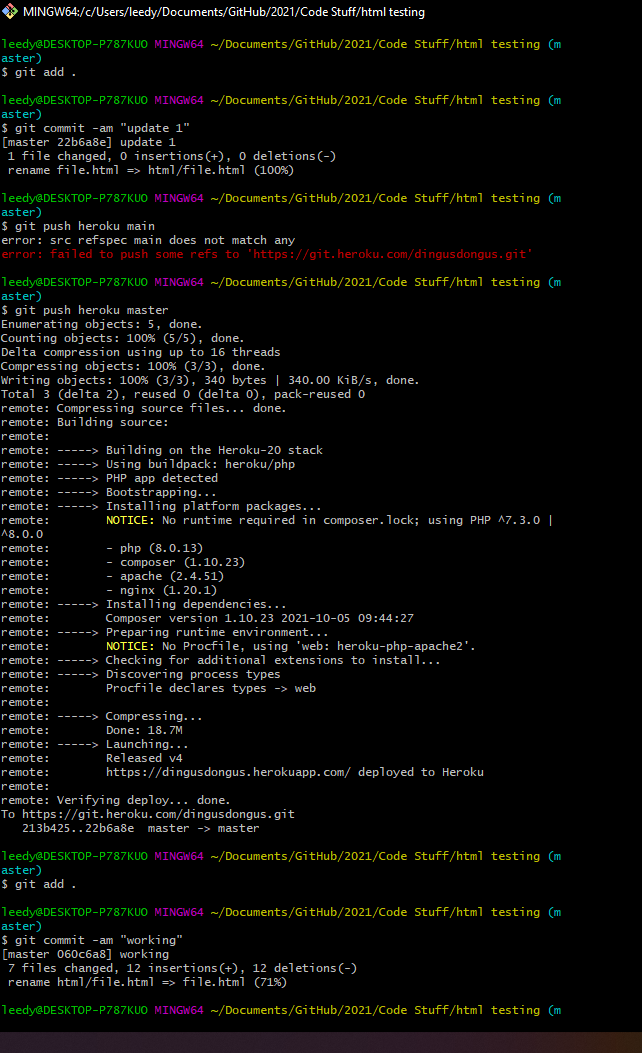 MINGW64:/c/Users/leedy/Documents/GitHub/2021/Code Stuff/html testing
leedy@DESKTOP-P787KUO MINGW64 ~/Documents/GitHub/2021/Code Stuff/html testing (m
aster)
$ git add .
leedy@DESKTOP-P787KUO MINGW64 ~/Documents/GitHub/2021/Code Stuff/html testing (m
aster)
$ git commit -am "update 1"
[master 22b6a8e] update 1
 1 file changed, 0 insertions(+), 0 deletions(-)
 rename file.html => html/file.html (100%)
leedy@DESKTOP-P787KUO MINGW64 ~/Documents/GitHub/2021/Code Stuff/html testing (m
aster)
$ git push heroku main
error: src refspec main does not match any
error: failed to push some refs to 'https://git.heroku.com/dingusdongus.git'
leedy@DESKTOP-P787KUO MINGW64 ~/Documents/GitHub/2021/Code Stuff/html testing (m
aster)
$ git push heroku master
Enumerating objects: 5, done.
Counting objects: 100% (5/5), done.
Delta compression using up to 16 threads
Compressing objects: 100% (3/3), done.
Writing objects: 100% (3/3), 340 bytes | 340.00 KiB/s, done.
Total 3 (delta 2), reused 0 (delta 0), pack-reused 0
remote: Compressing source files... done.
remote: Building source:
remote:
remote: -----> Building on the Heroku-20 stack
remote: -----> Using buildpack: heroku/php
remote: -----> PHP app detected
remote: -----> Bootstrapping...
remote: -----> Installing platform packages...
remote:        NOTICE: No runtime required in composer.lock; using PHP ^7.3.0 |
^8.0.0
remote:        - php (8.0.13)
remote:        - composer (1.10.23)
remote:        - apache (2.4.51)
remote:        - nginx (1.20.1)
remote: -----> Installing dependencies...
remote:        Composer version 1.10.23 2021-10-05 09:44:27
remote: -----> Preparing runtime environment...
remote:        NOTICE: No Procfile, using 'web: heroku-php-apache2'.
remote: -----> Checking for additional extensions to install...
remote: -----> Discovering process types
remote:        Procfile declares types -> web
remote:
remote: -----> Compressing...
remote:        Done: 18.7M
remote: -----> Launching...
remote:        Released v4
remote:        https://dingusdongus.herokuapp.com/ deployed to Heroku
remote:
remote: Verifying deploy... done.
To https://git.heroku.com/dingusdongus.git
   213b425..22b6a8e  master -> master
leedy@DESKTOP-P787KUO MINGW64 ~/Documents/GitHub/2021/Code Stuff/html testing (m
aster)
$ git add .
leedy@DESKTOP-P787KUO MINGW64 ~/Documents/GitHub/2021/Code Stuff/html testing (m
aster)
$ git commit -am "working"
[master 060c6a8] working
 7 files changed, 12 insertions(+), 12 deletions(-)
 rename html/file.html => file.html (71%)
leedy@DESKTOP-P787KUO MINGW64 ~/Documents/GitHub/2021/Code Stuff/html testing (m